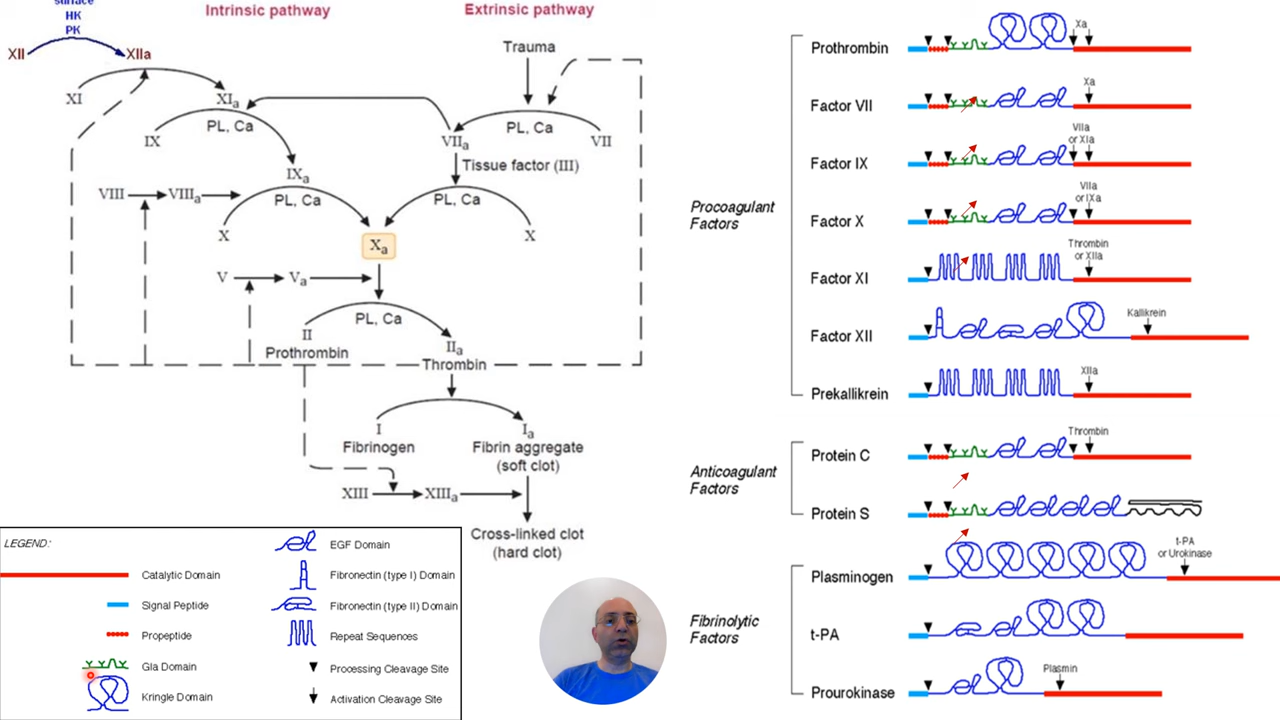 surface
HK
PK
XII
XIIa
Intrinsic pathway
Extrinsic pathway
Trauma
XI
XIa
PL, Ca
IX
IXa
VIIa
PL, Ca
VII
Tissue factor (III)
VIII
VIIIa
PL, Ca
PL, Ca
X
Xa
X
V
Va
PL, Ca
II
Prothrombin
IIa
Thrombin
I
Fibrinogen
Ia
Fibrin aggregate
(soft clot)
XIII
XIIIa
Cross-linked clot
(hard clot)
LEGEND:
Catalytic Domain
Signal Peptide
Propeptide
Gla Domain
Kringle Domain
EGF Domain
Fibronectin (type I) Domain
Fibronectin (type II) Domain
Repeat Sequences
Processing Cleavage Site
Activation Cleavage Site
Procoagulant
Factors
Prothrombin
Xa
Factor VII
Xa
Factor IX
VIIa
or XIa
Factor X
VIIa
or IXa
Factor XI
Thrombin
or XIIa
Factor XII
Kallikrein
Prekallikrein
XIIa
Anticoagulant
Factors
Protein C
Thrombin
Protein S
Fibrinolytic
Factors
Plasminogen
t-PA
or Urokinase
t-PA
Prourokinase
Plasmin